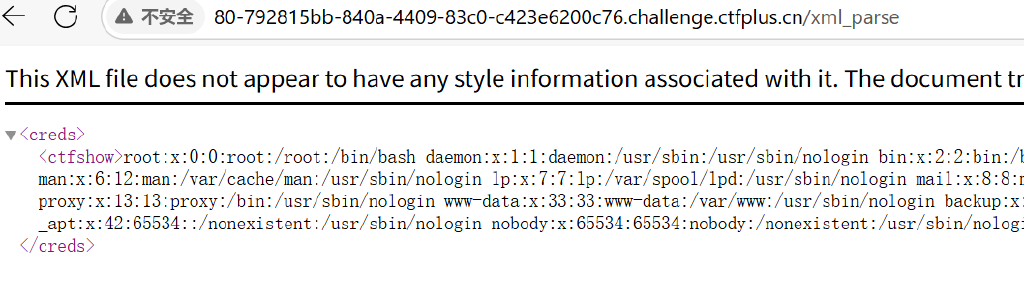 不安全 80-792815bb-840a-4409-83c0-c423e6200c76.challenge.ctfplus.cn/xml_parse
This XML file does not appear to have any style information associated with it. The document tr
<creds>
<ctfshow>root:x:0:0:root:/root:/bin/bash daemon:x:1:1:daemon:/usr/sbin:/usr/sbin/nologin bin:x:2:2:bin:/b
man:x:6:12:man:/var/cache/man:/usr/sbin/nologin lp:x:7:7:lp:/var/spool/lpd:/usr/sbin/nologin mail:x:8:8:m
proxy:x:13:13:proxy:/bin:/usr/sbin/nologin www-data:x:33:33:www-data:/var/www:/usr/sbin/nologin backup:x:
_apt:x:42:65534::/nonexistent:/usr/sbin/nologin nobody:x:65534:65534:nobody:/nonexistent:/usr/sbin/nologi
</creds>